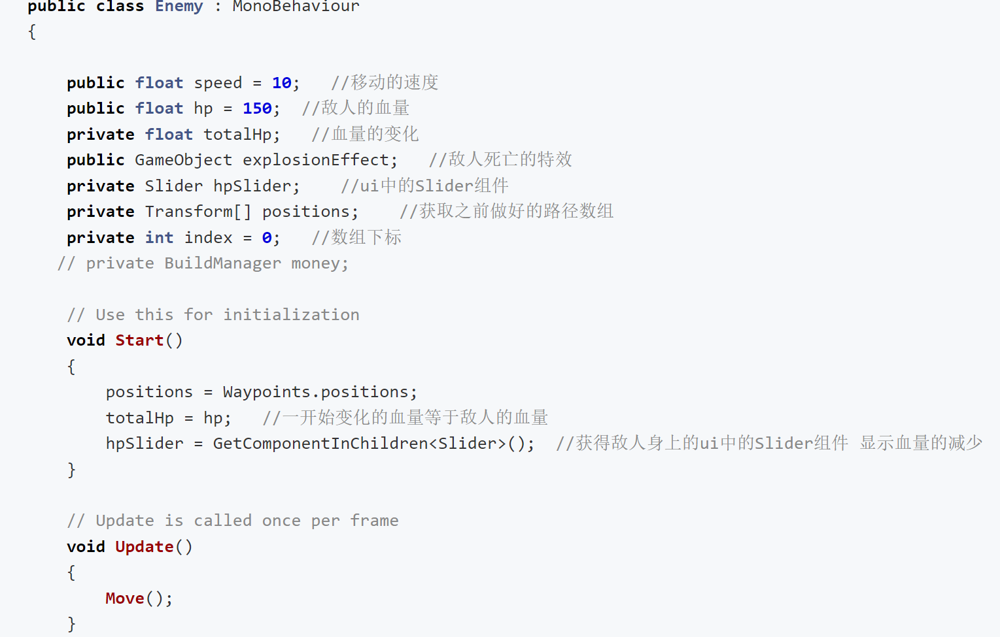 public class Enemy : MonoBehaviour
{
public float speed = 10;   //移动的速度
public float hp = 150;  //敌人的血量
private float totalHp;   //血量的变化
public GameObject explosionEffect;   //敌人死亡的特效
private Slider hpSlider;    //ui中的Slider组件
private Transform[] positions;    //获取之前做好的路径数组
private int index = 0;   //数组下标
// private BuildManager money;
// Use this for initialization
void Start()
{
positions = Waypoints.positions;
totalHp = hp;   //一开始变化的血量等于敌人的血量
hpSlider = GetComponentInChildren<Slider>();  //获得敌人身上的ui中的Slider组件 显示血量的减少
}
// Update is called once per frame
void Update()
{
Move();
}